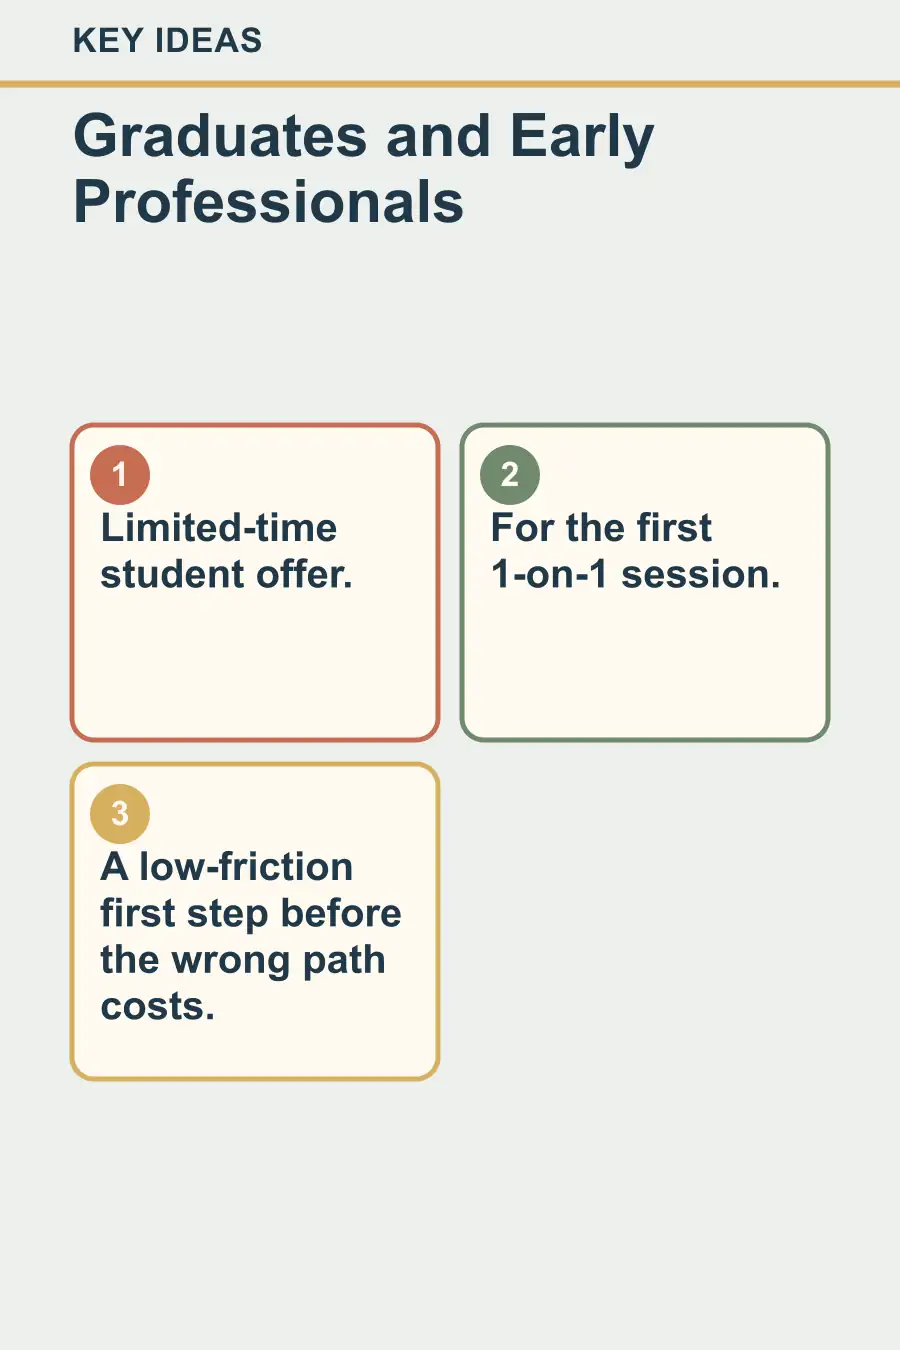 KEY IDEAS
Graduates and Early
Professionals
1
Limited-time
student offer.
2
For the first
1-on-1 session.
3
A low-friction
first step before
the wrong path
costs.